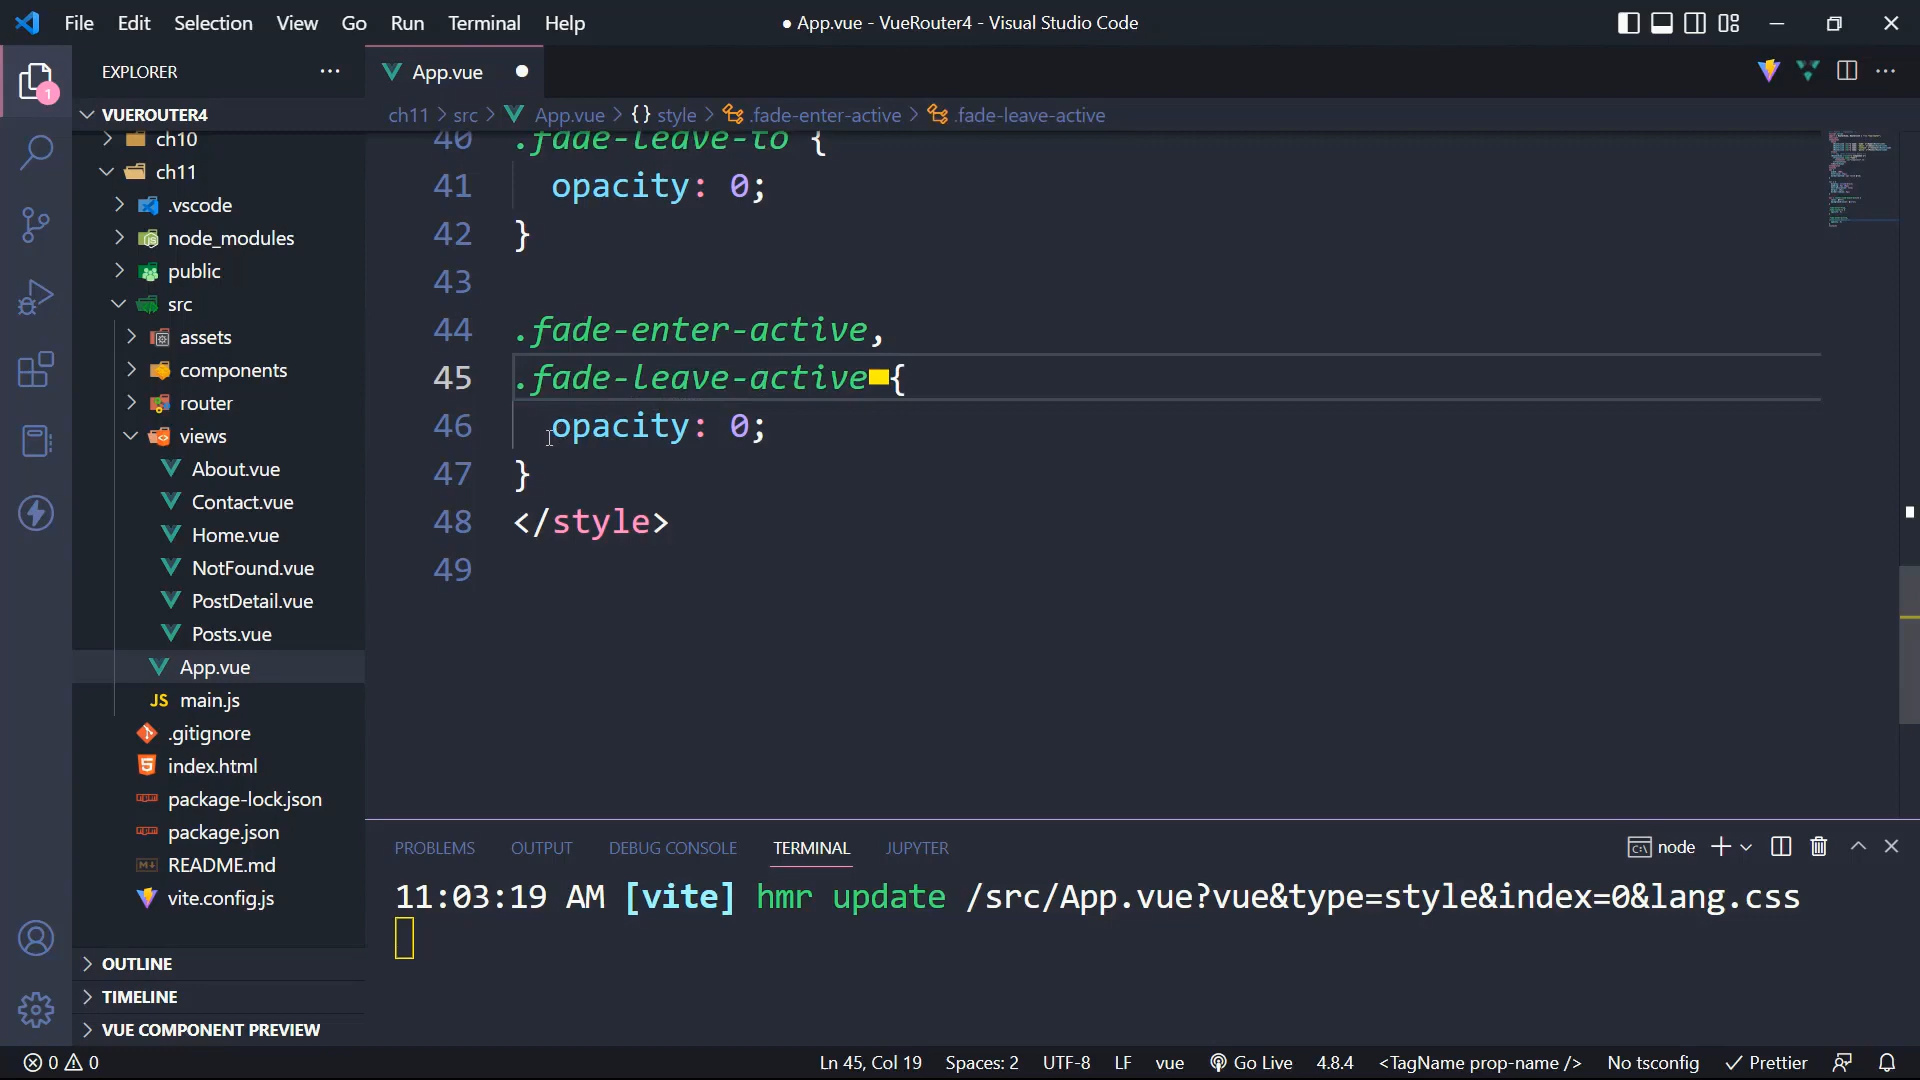 File Edit Selection View Go Run Terminal Help
● App.vue - VueRouter4 - Visual Studio Code
1
EXPLORER
VUEROUTER4
ch10
ch11
.vscode
node_modules
public
src
assets
components
router
views
About.vue
Contact.vue
Home.vue
NotFound.vue
PostDetail.vue
Posts.vue
App.vue
JS main.js
.gitignore
index.html
package-lock.json
package.json
README.md
vite.config.js
OUTLINE
TIMELINE
VUE COMPONENT PREVIEW
App.vue
ch11 > src > App.vue > {} style > .fade-enter-active > .fade-leave-active
40 .fade-leave-to {
41 opacity: 0;
42 }
43
44 .fade-enter-active,
45 .fade-leave-active {
46 opacity: 0;
47 }
48 </style>
49
PROBLEMS OUTPUT DEBUG CONSOLE TERMINAL JUPYTER
node
11:03:19 AM [vite] hmr update /src/App.vue?vue&type=style&index=0&lang.css
0 0
Ln 45, Col 19 Spaces: 2 UTF-8 LF vue Go Live 4.8.4 <TagName prop-name /> No tsconfig Prettier